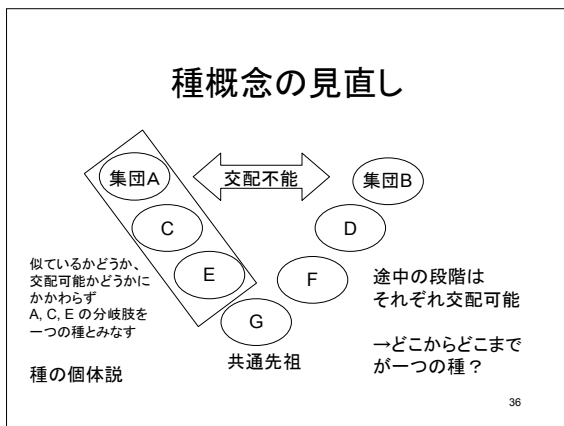 種概念の見直し
集団A
交配不能
集団B
C
D
E
F
G
共通先祖
似ているかどうか、
交配可能かどうかに
かかわらず
A, C, E の分岐肢を
一つの種とみなす
種の個体説
途中の段階は
それぞれ交配可能
→どこからどこまで
が一つの種？
36